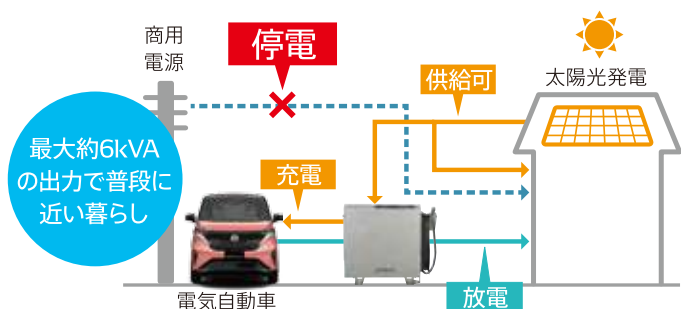 商用
電源
停電
供給可
太陽光発電
最大約6kVA
の出力で普段に
近い暮らし
充電
放電
電気自動車